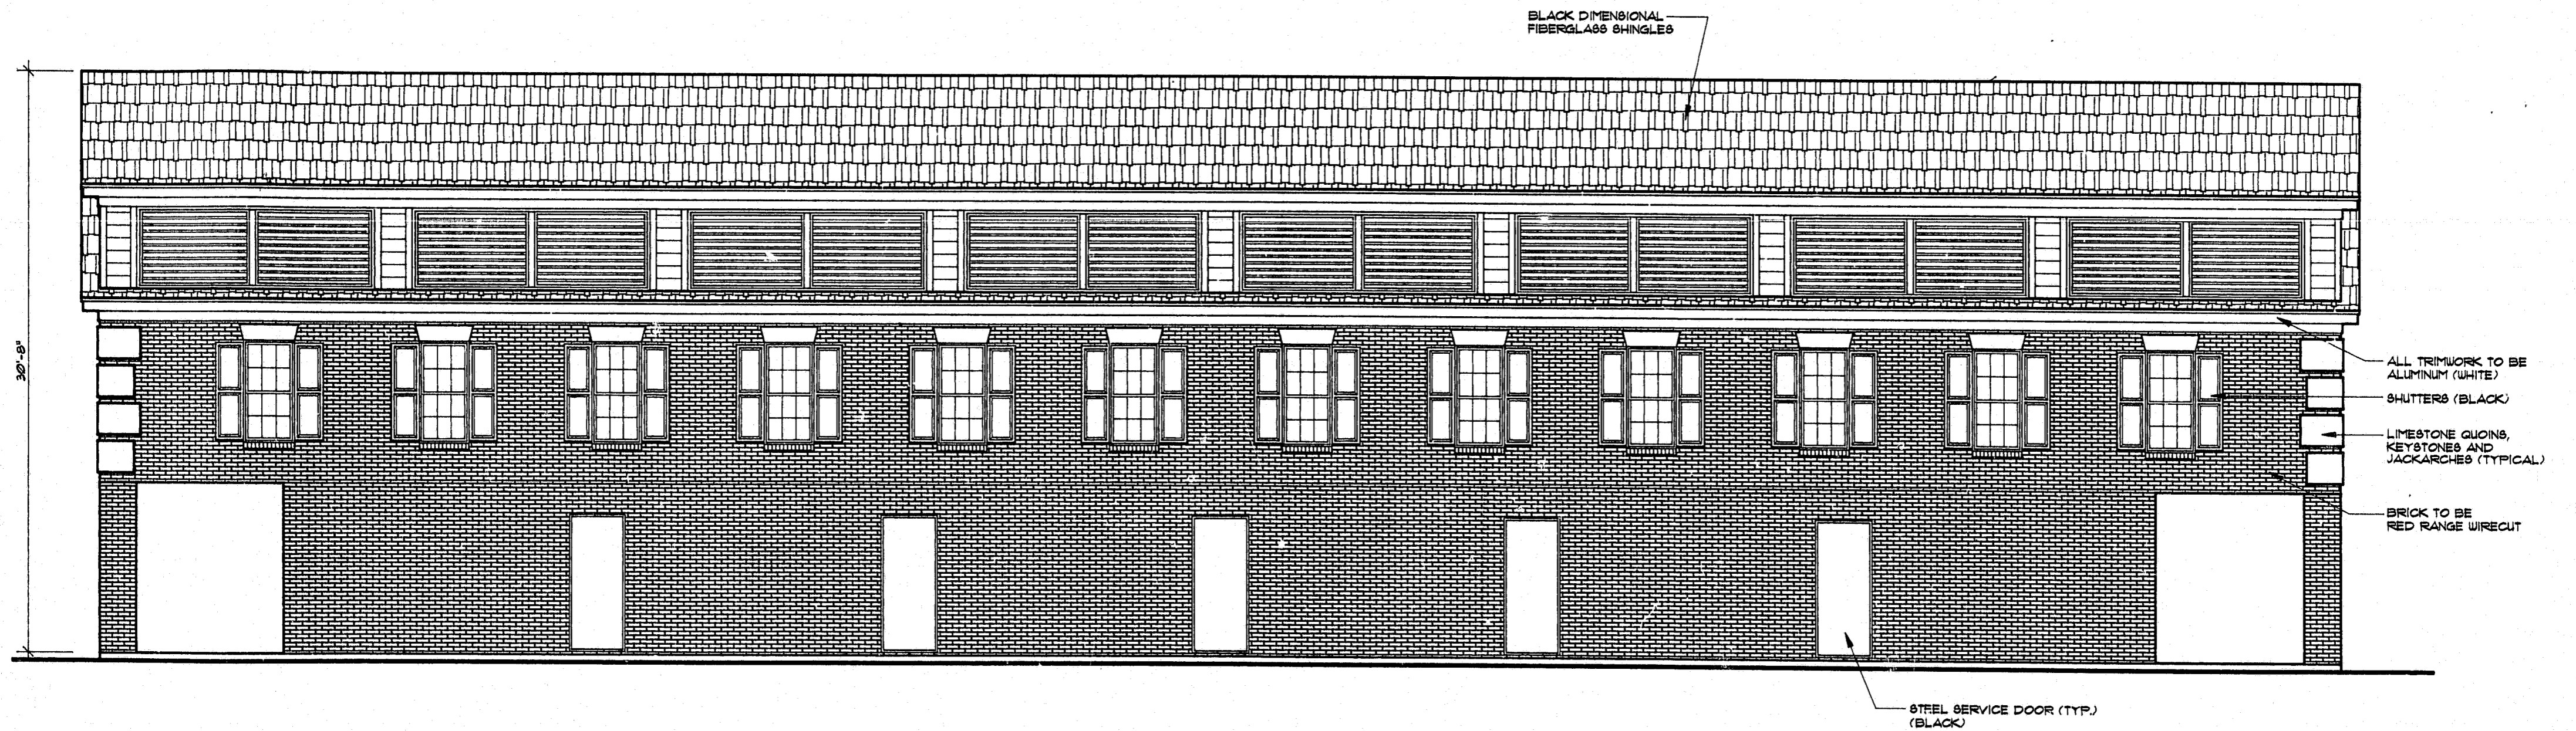 BLACK DIMENSIONAL
FIBERGLASS SHINGLES
30'-8"
ALL TRIMWORK TO BE
ALUMINUM (WHITE)
SHUTTERS (BLACK)
LIMESTONE QUOINS,
KEYSTONES AND
JACKARCHES (TYPICAL)
BRICK TO BE
RED RANGE WIRECUT
STEEL SERVICE DOOR (TYP.)
(BLACK)